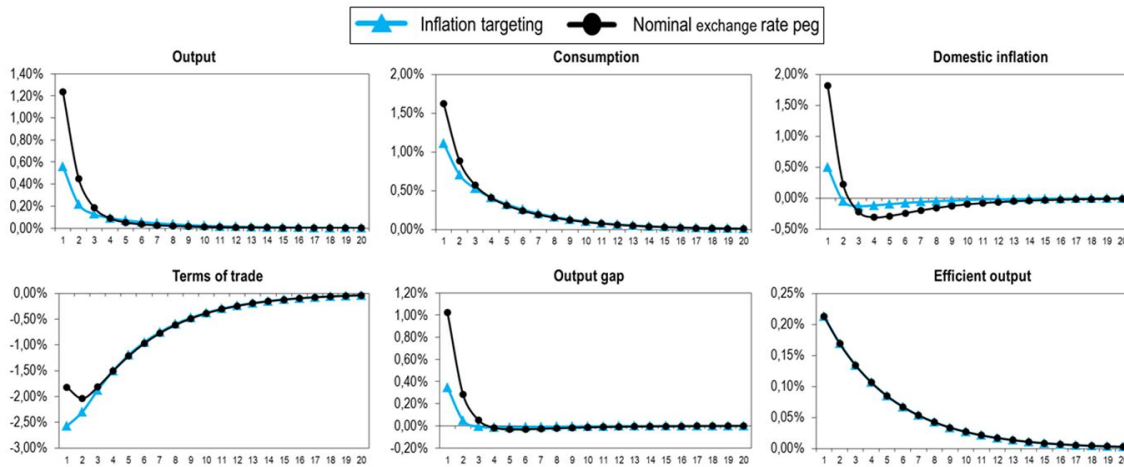 Inflation targeting
Nominal exchange rate peg
Output
1,40%
1,20%
1,00%
0,80%
0,60%
0,40%
0,20%
0,00%
1 2 3 4 5 6 7 8 9 10 11 12 13 14 15 16 17 18 19 20
Consumption
2,00%
1,50%
1,00%
0,50%
0,00%
1 2 3 4 5 6 7 8 9 10 11 12 13 14 15 16 17 18 19 20
Domestic inflation
2,00%
1,50%
1,00%
0,50%
0,00%
-0,50%
1 2 3 4 5 6 7 8 9 10 11 12 13 14 15 16 17 18 19 20
Terms of trade
0,00%
-0,50%
-1,00%
-1,50%
-2,00%
-2,50%
-3,00%
1 2 3 4 5 6 7 8 9 10 11 12 13 14 15 16 17 18 19 20
Output gap
1,20%
1,00%
0,80%
0,60%
0,40%
0,20%
0,00%
-0,20%
1 2 3 4 5 6 7 8 9 10 11 12 13 14 15 16 17 18 19 20
Efficient output
0,25%
0,20%
0,15%
0,10%
0,05%
0,00%
1 2 3 4 5 6 7 8 9 10 11 12 13 14 15 16 17 18 19 20